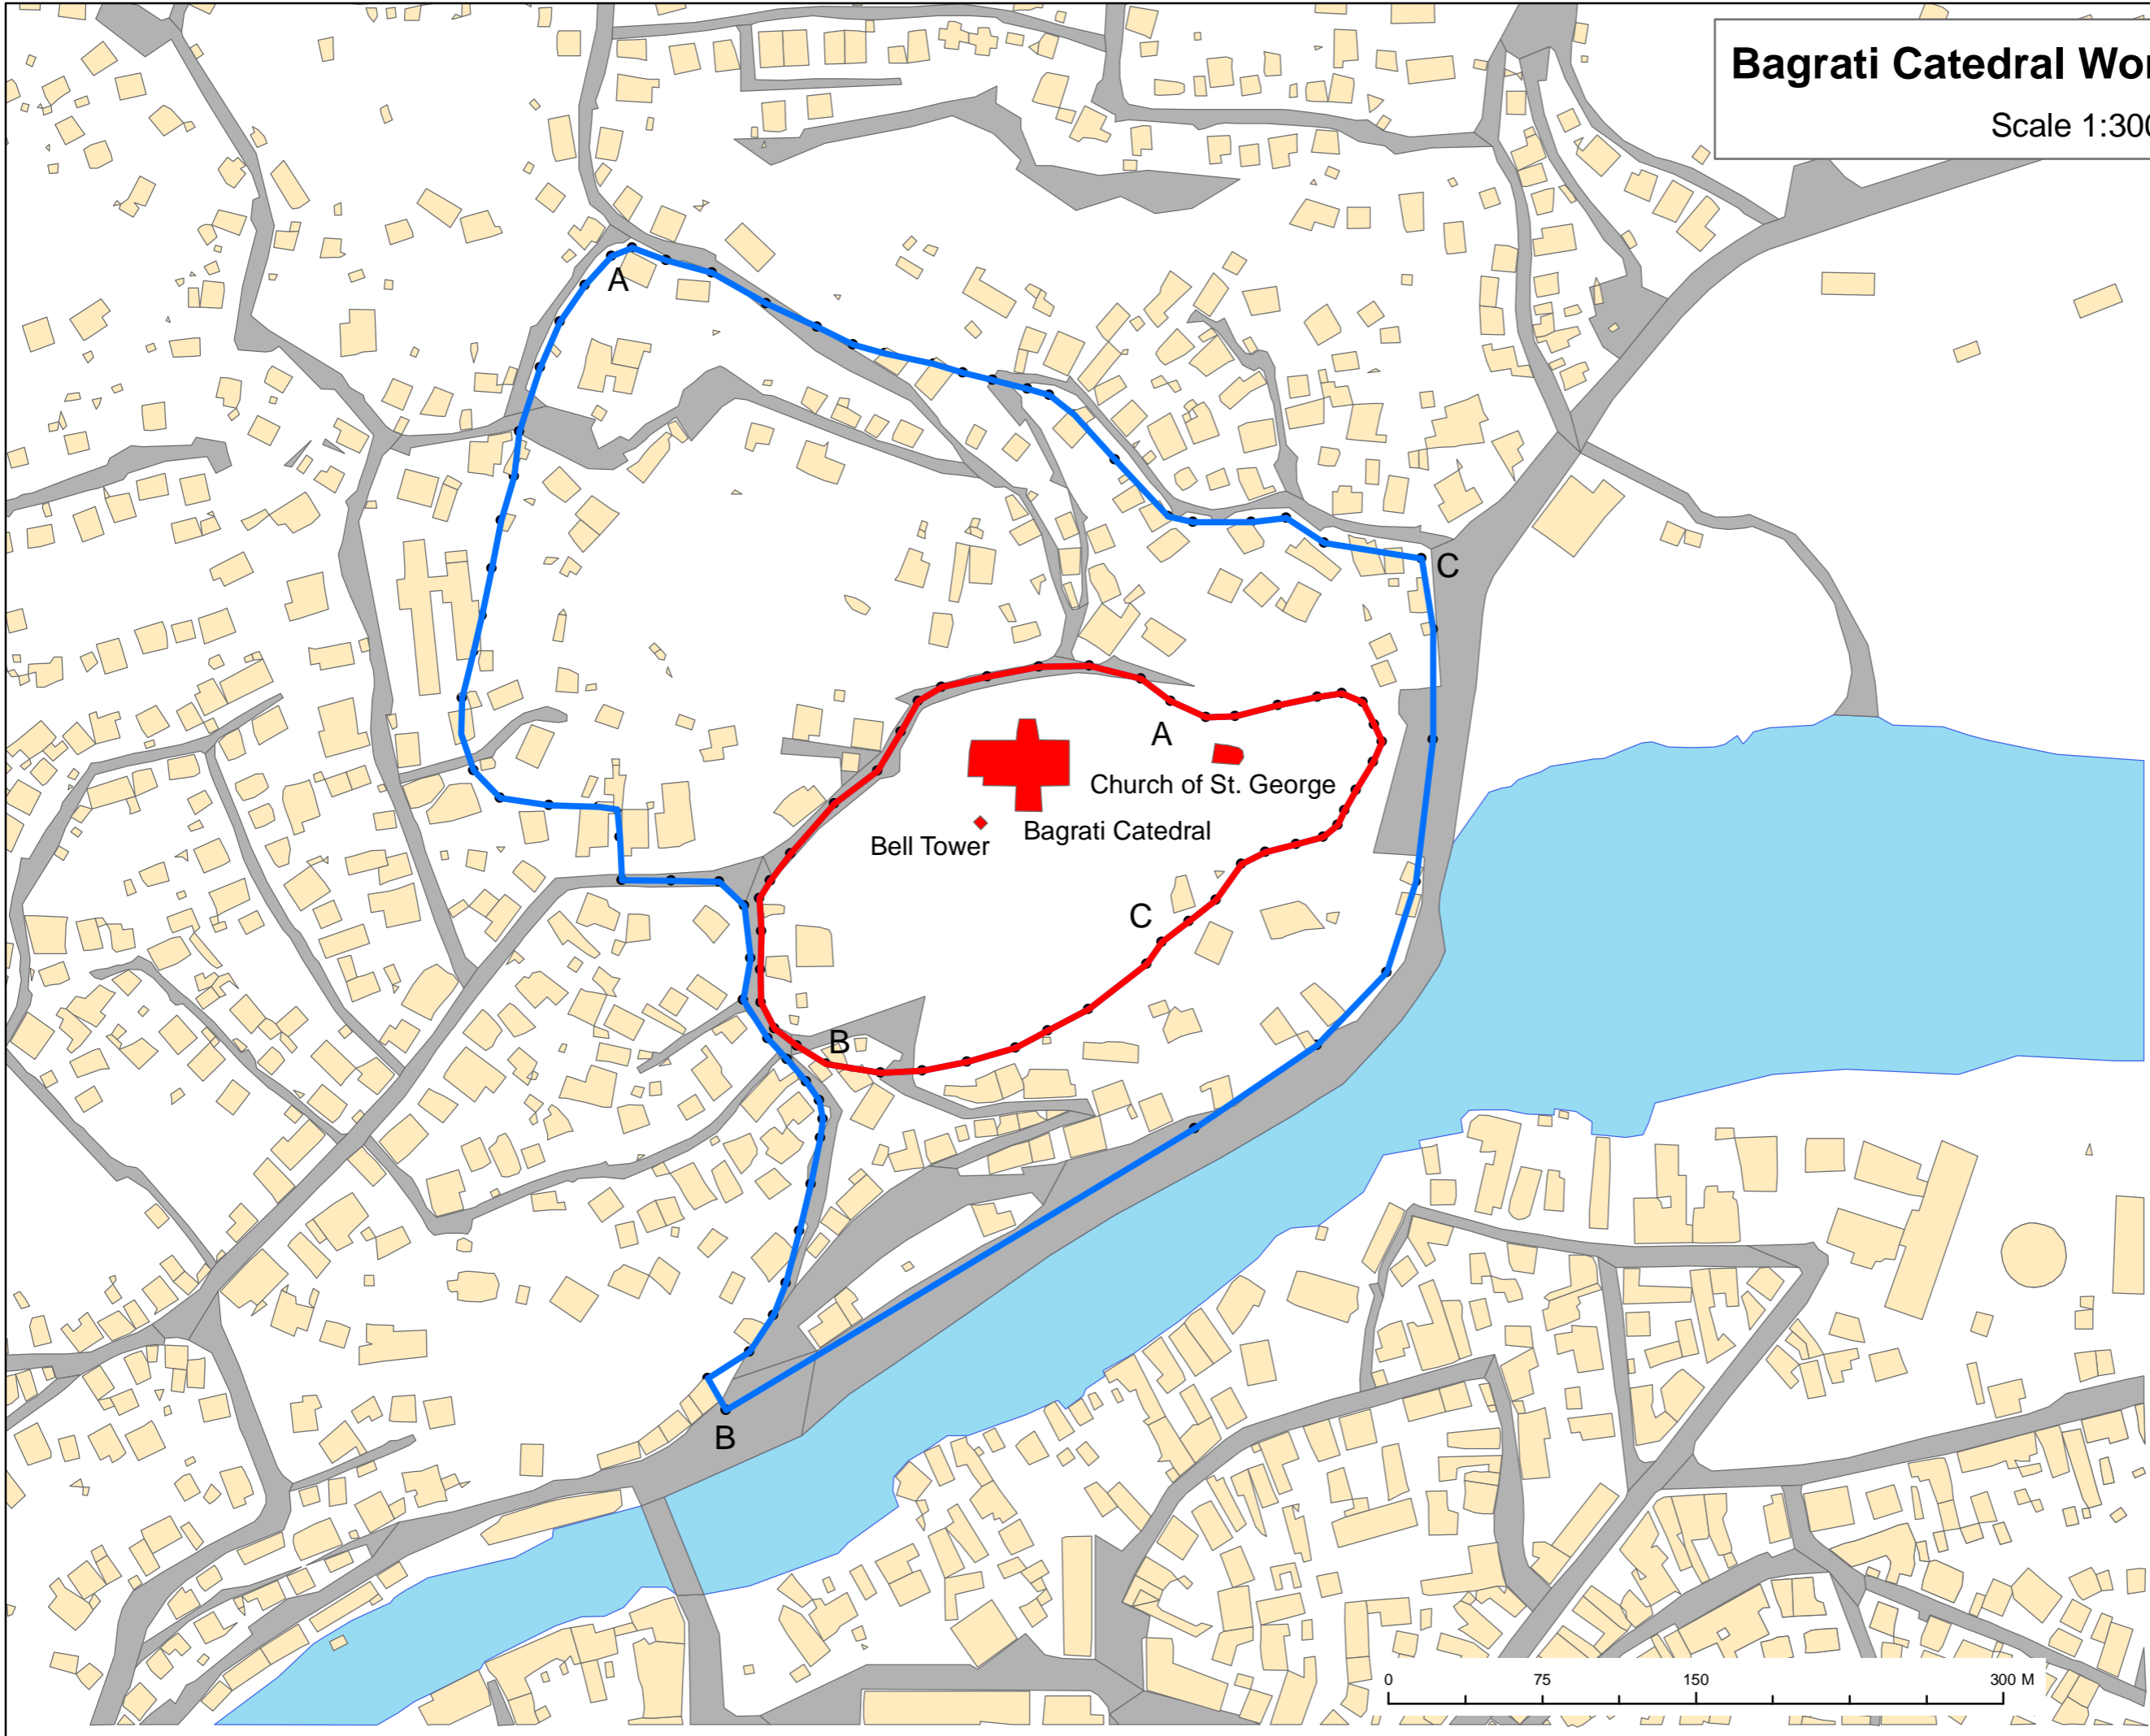 Bagrati Catedral Wor
Scale 1:300
A
C
A
Church of St. George
Bagrati Catedral
Bell Tower
C
B
B
0 75 150 300 M